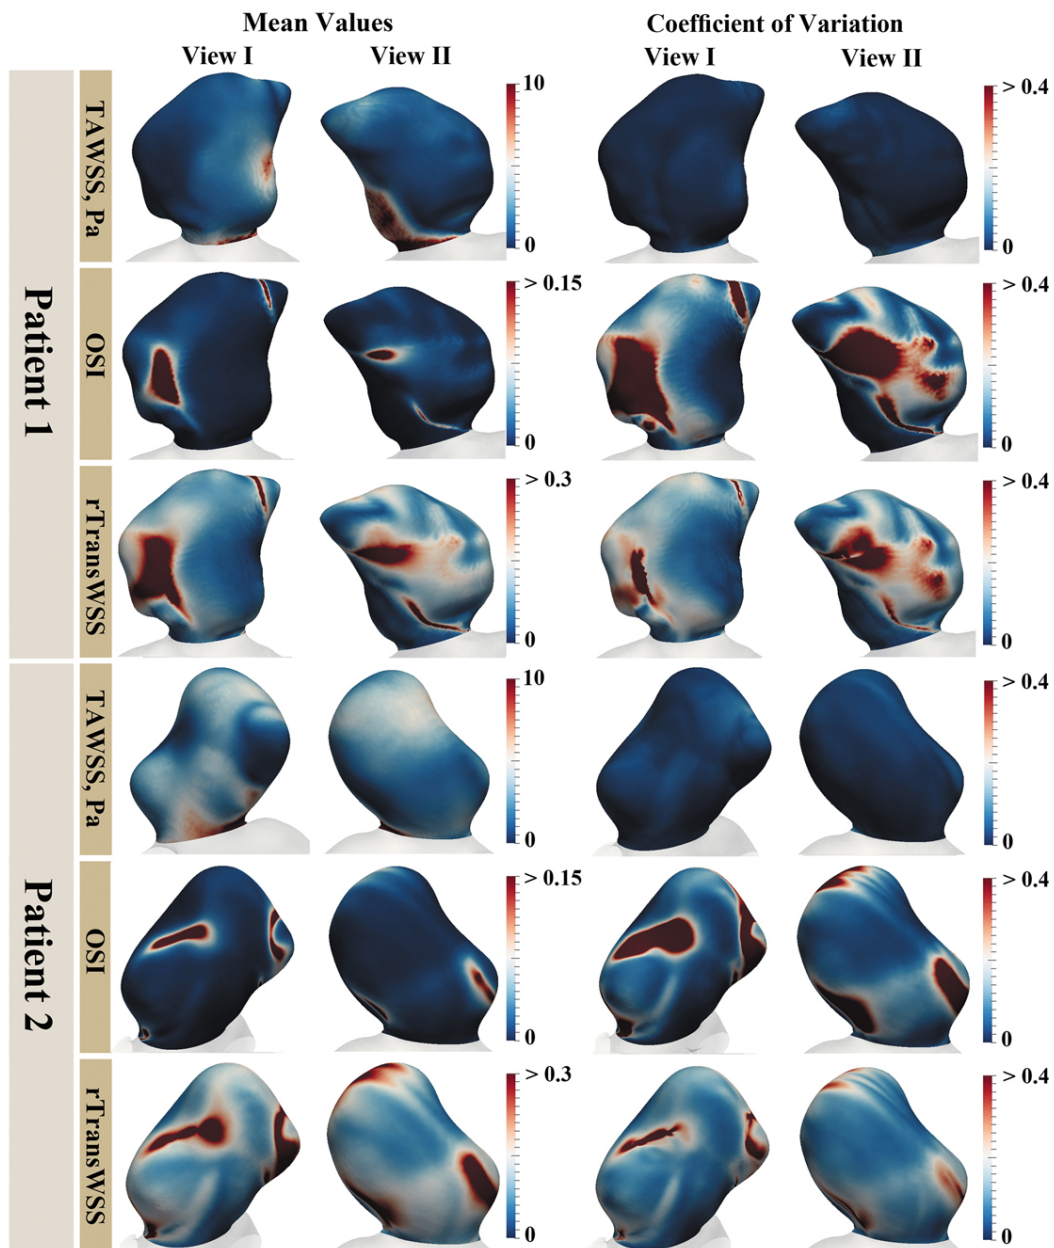 Mean Values
Coefficient of Variation
View I
View II
View I
View II
Patient 1
TAWSS, Pa
10
0
> 0.4
0
OSI
> 0.15
0
> 0.4
0
rTransWSS
> 0.3
0
> 0.4
0
Patient 2
TAWSS, Pa
10
0
> 0.4
0
OSI
> 0.15
0
> 0.4
0
rTransWSS
> 0.3
0
> 0.4
0